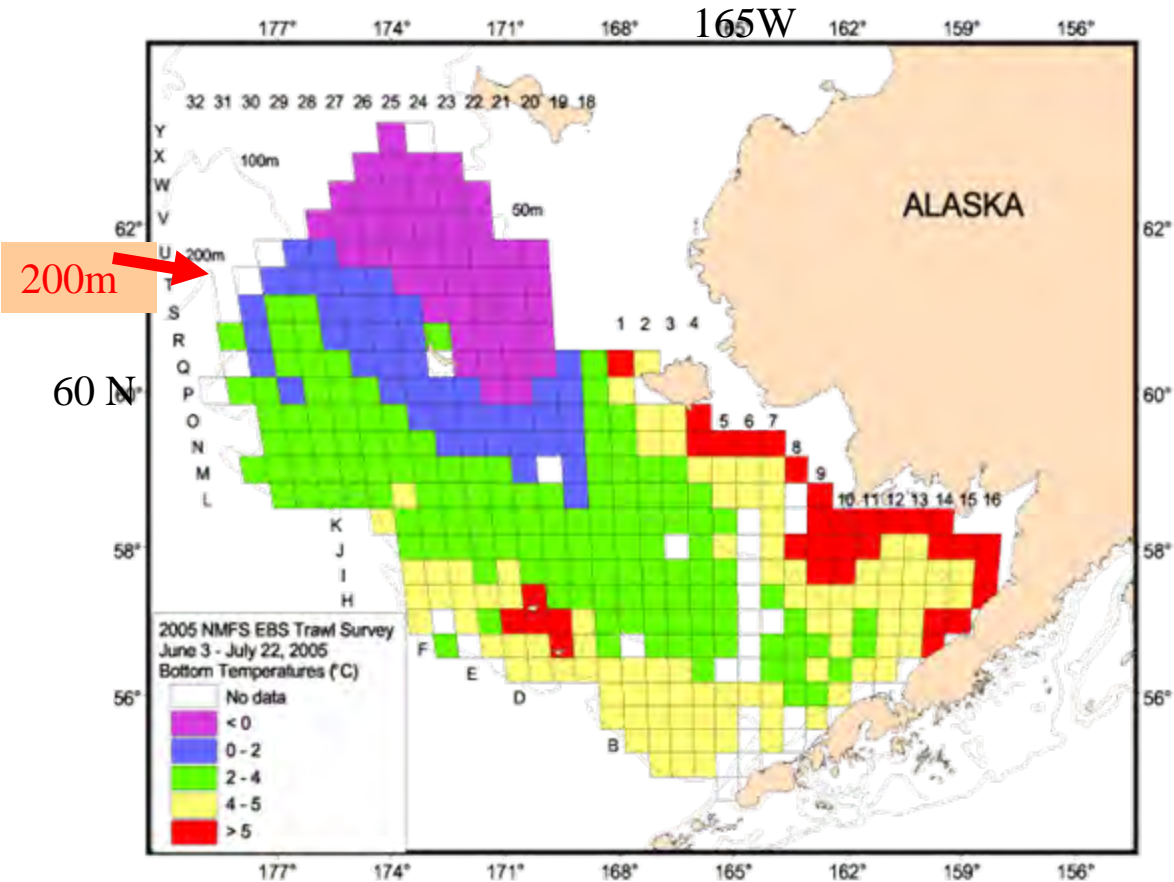 165W
177° 174° 171° 168° 165° 162° 159° 156°
32 31 30 29 28 27 26 25 24 23 22 21 20 19 18
Y
X
100m
W
ALASKA
V
50m
62°
62°
U
200m
200m
T
S
1 2 3 4
R
Q
60 N
60°
P
60°
O
5 6 7
N
8
M
9
L
10 11 12 13 14 15 16
K
J
58°
58°
I
H
2005 NMFS EBS Trawl Survey
June 3 - July 22, 2005
Bottom Temperatures (°C)
No data
< 0
0 - 2
2 - 4
4 - 5
> 5
F
E
D
56°
56°
B
177° 174° 171° 168° 165° 162° 159° 156°